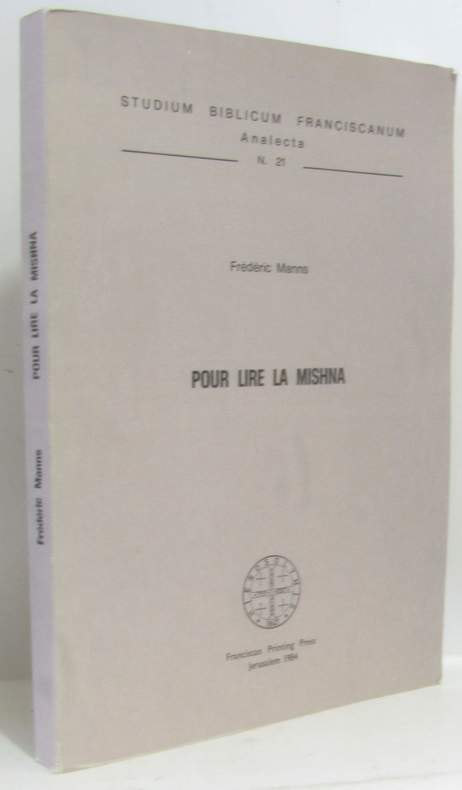 STUDIUM BIBLICUM FRANCISCANUM
Analecta
N. 21
Frédéric Manns
POUR LIRE LA MISHNA
Franciscan Printing Press
Jerusalem 1984
Frédéric Manns POUR LIRE LA MISHNA